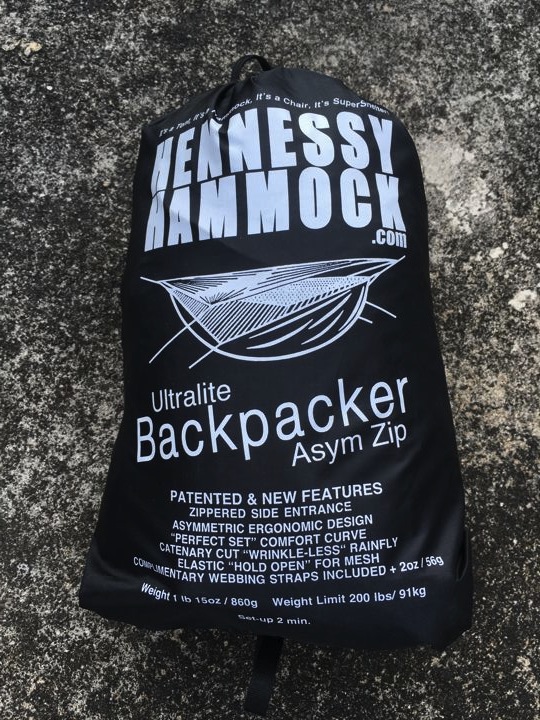 It's a Tent, It's a Hammock, It's a Chair, It's SuperShelter
HENNESSY
HAMMOCK
.com
Ultralite
Backpacker
Asym Zip
PATENTED & NEW FEATURES
ZIPPERED SIDE ENTRANCE
ASYMMETRIC ERGONOMIC DESIGN
"PERFECT SET" COMFORT CURVE
CATENARY CUT "WRINKLE-LESS" RAINFLY
ELASTIC "HOLD OPEN" FOR MESH
COMPLIMENTARY WEBBING STRAPS INCLUDED + 2oz / 56g
Weight 1 lb 15oz / 860g Weight Limit 200 lbs/ 91kg
Set-up 2 min.